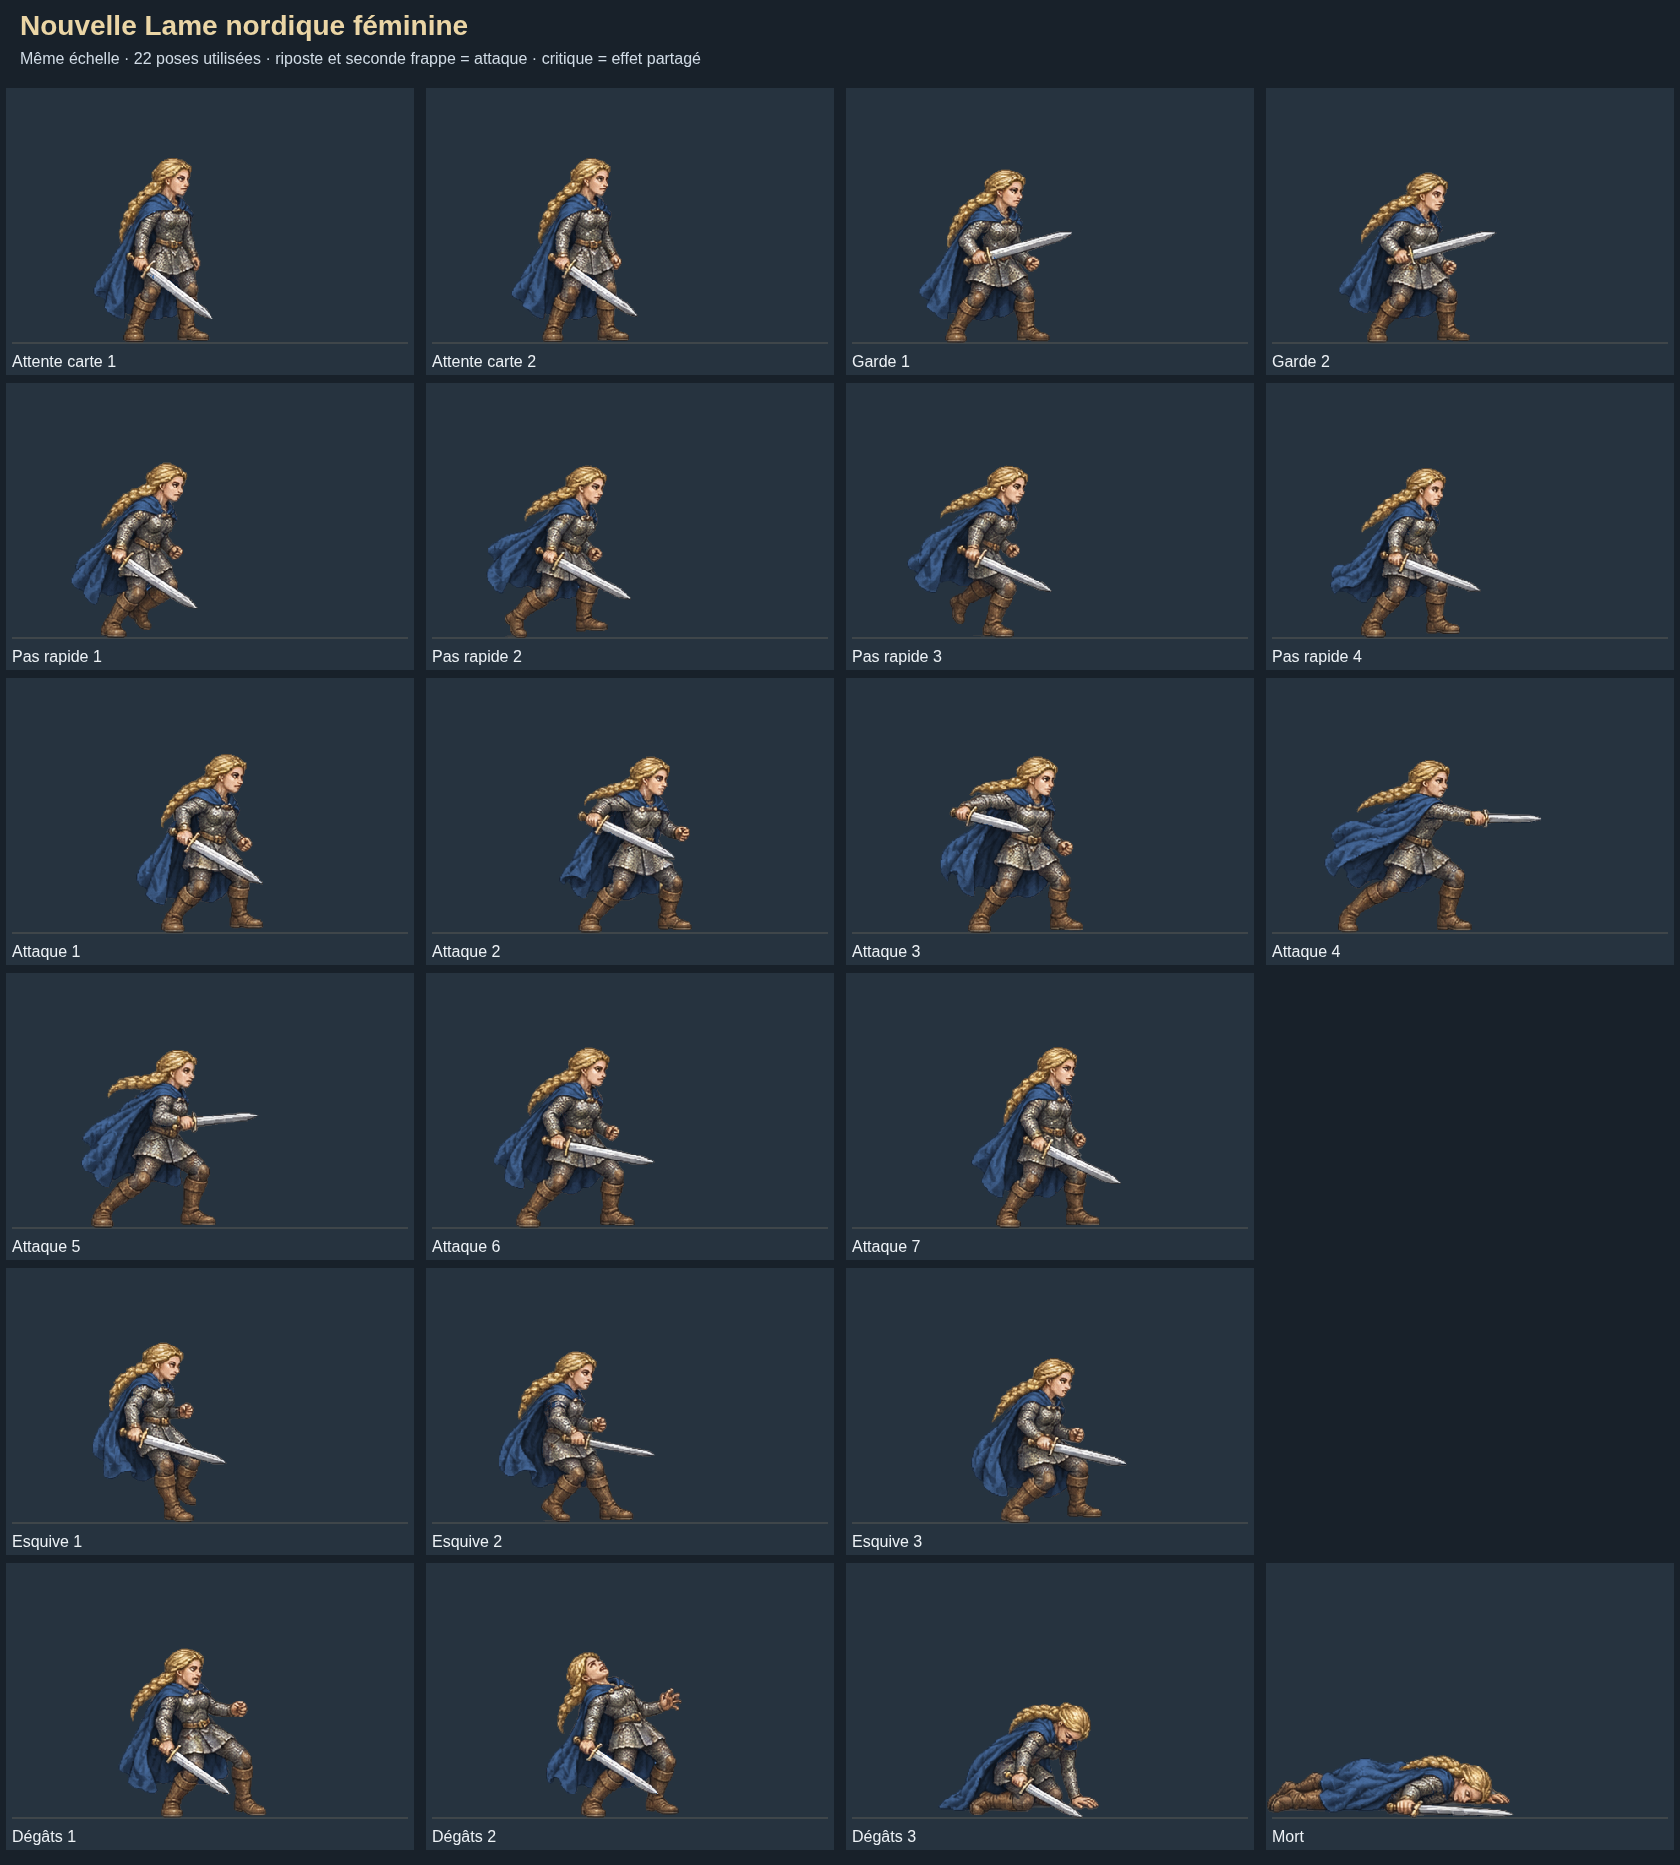 Nouvelle Lame nordique féminine
Même échelle · 22 poses utilisées · riposte et seconde frappe = attaque · critique = effet partagé
Attente carte 1
Attente carte 2
Garde 1
Garde 2
Pas rapide 1
Pas rapide 2
Pas rapide 3
Pas rapide 4
Attaque 1
Attaque 2
Attaque 3
Attaque 4
Attaque 5
Attaque 6
Attaque 7
Esquive 1
Esquive 2
Esquive 3
Dégâts 1
Dégâts 2
Dégâts 3
Mort